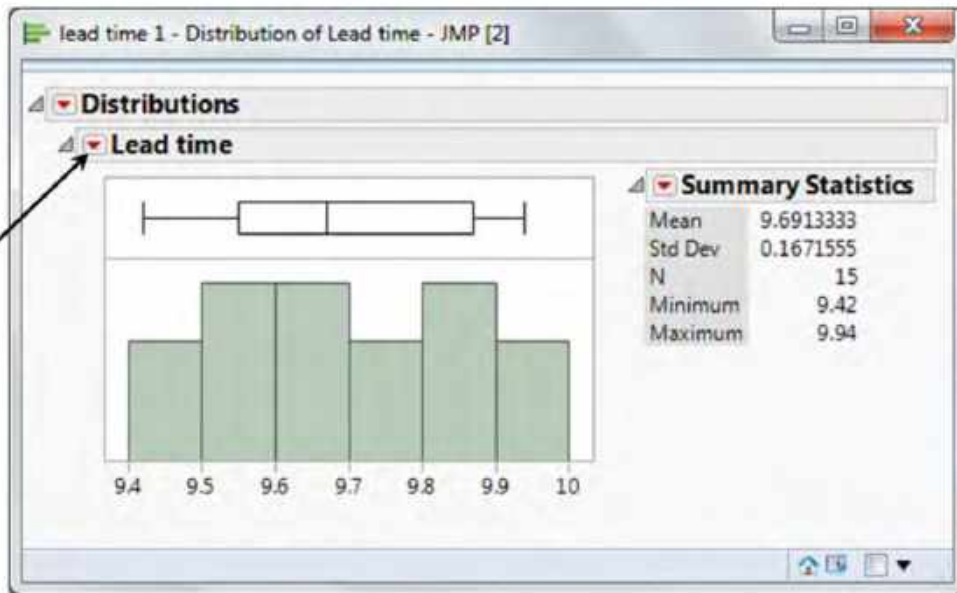 lead time 1 - Distribution of Lead time - JMP [2]
Distributions
Lead time
Summary Statistics
Mean 9.6913333
Std Dev 0.1671555
N 15
Minimum 9.42
Maximum 9.94
9.4 9.5 9.6 9.7 9.8 9.9 10